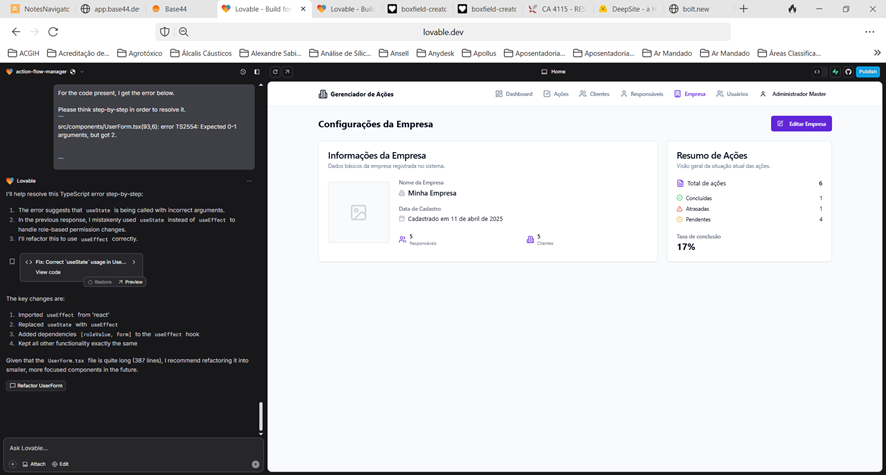 NotesNavigatc
app.base44.de
Base44
Lovable - Build for
Lovable - Build
boxfield-creatc
boxfield-creatc
CA 4115 - RES
DeepSite - a H
bolt.new
lovable.dev
ACGIH
Acreditação de...
Agrotóxico
Álcalis Cáusticos
Alexandre Sabi...
Análise de Sílic...
Ansell
Anydesk
Apollus
Aposentadoria...
Aposentadoria...
Ar Mandado
Ar Mandado
Áreas Classifica...
action-flow-manager
Home
Publish
For the code present, I get the error below.
Please think step-by-step in order to resolve it.
```
src/components/UserForm.tsx(93,6): error TS2554: Expected 0-1
arguments, but got 2.
```
Lovable
I'll help resolve this TypeScript error step-by-step:
1. The error suggests that useState is being called with incorrect arguments.
2. In the previous response, I mistakenly used useState instead of useEffect to
handle role-based permission changes.
3. I'll refactor this to use useEffect correctly.
Fix: Correct `useState` usage in Use...
View code
Restore
Preview
The key changes are:
1. Imported useEffect from 'react'
2. Replaced useState with useEffect
3. Added dependencies [roleValue, form] to the useEffect hook
4. Kept all other functionality exactly the same
Given that the UserForm.tsx file is quite long (387 lines), I recommend refactoring it into
smaller, more focused components in the future.
Refactor UserForm
Ask Lovable...
Attach
Edit
Gerenciador de Ações
Dashboard
Ações
Clientes
Responsáveis
Empresa
Usuários
Administrador Master
Configurações da Empresa
Editar Empresa
Informações da Empresa
Dados básicos da empresa registrada no sistema.
Nome da Empresa
Minha Empresa
Data de Cadastro
Cadastrado em 11 de abril de 2025
5
Responsáveis
5
Clientes
Resumo de Ações
Visão geral da situação atual das ações.
Total de ações 6
Concluídas 1
Atrasadas 1
Pendentes 4
Taxa de conclusão
17%